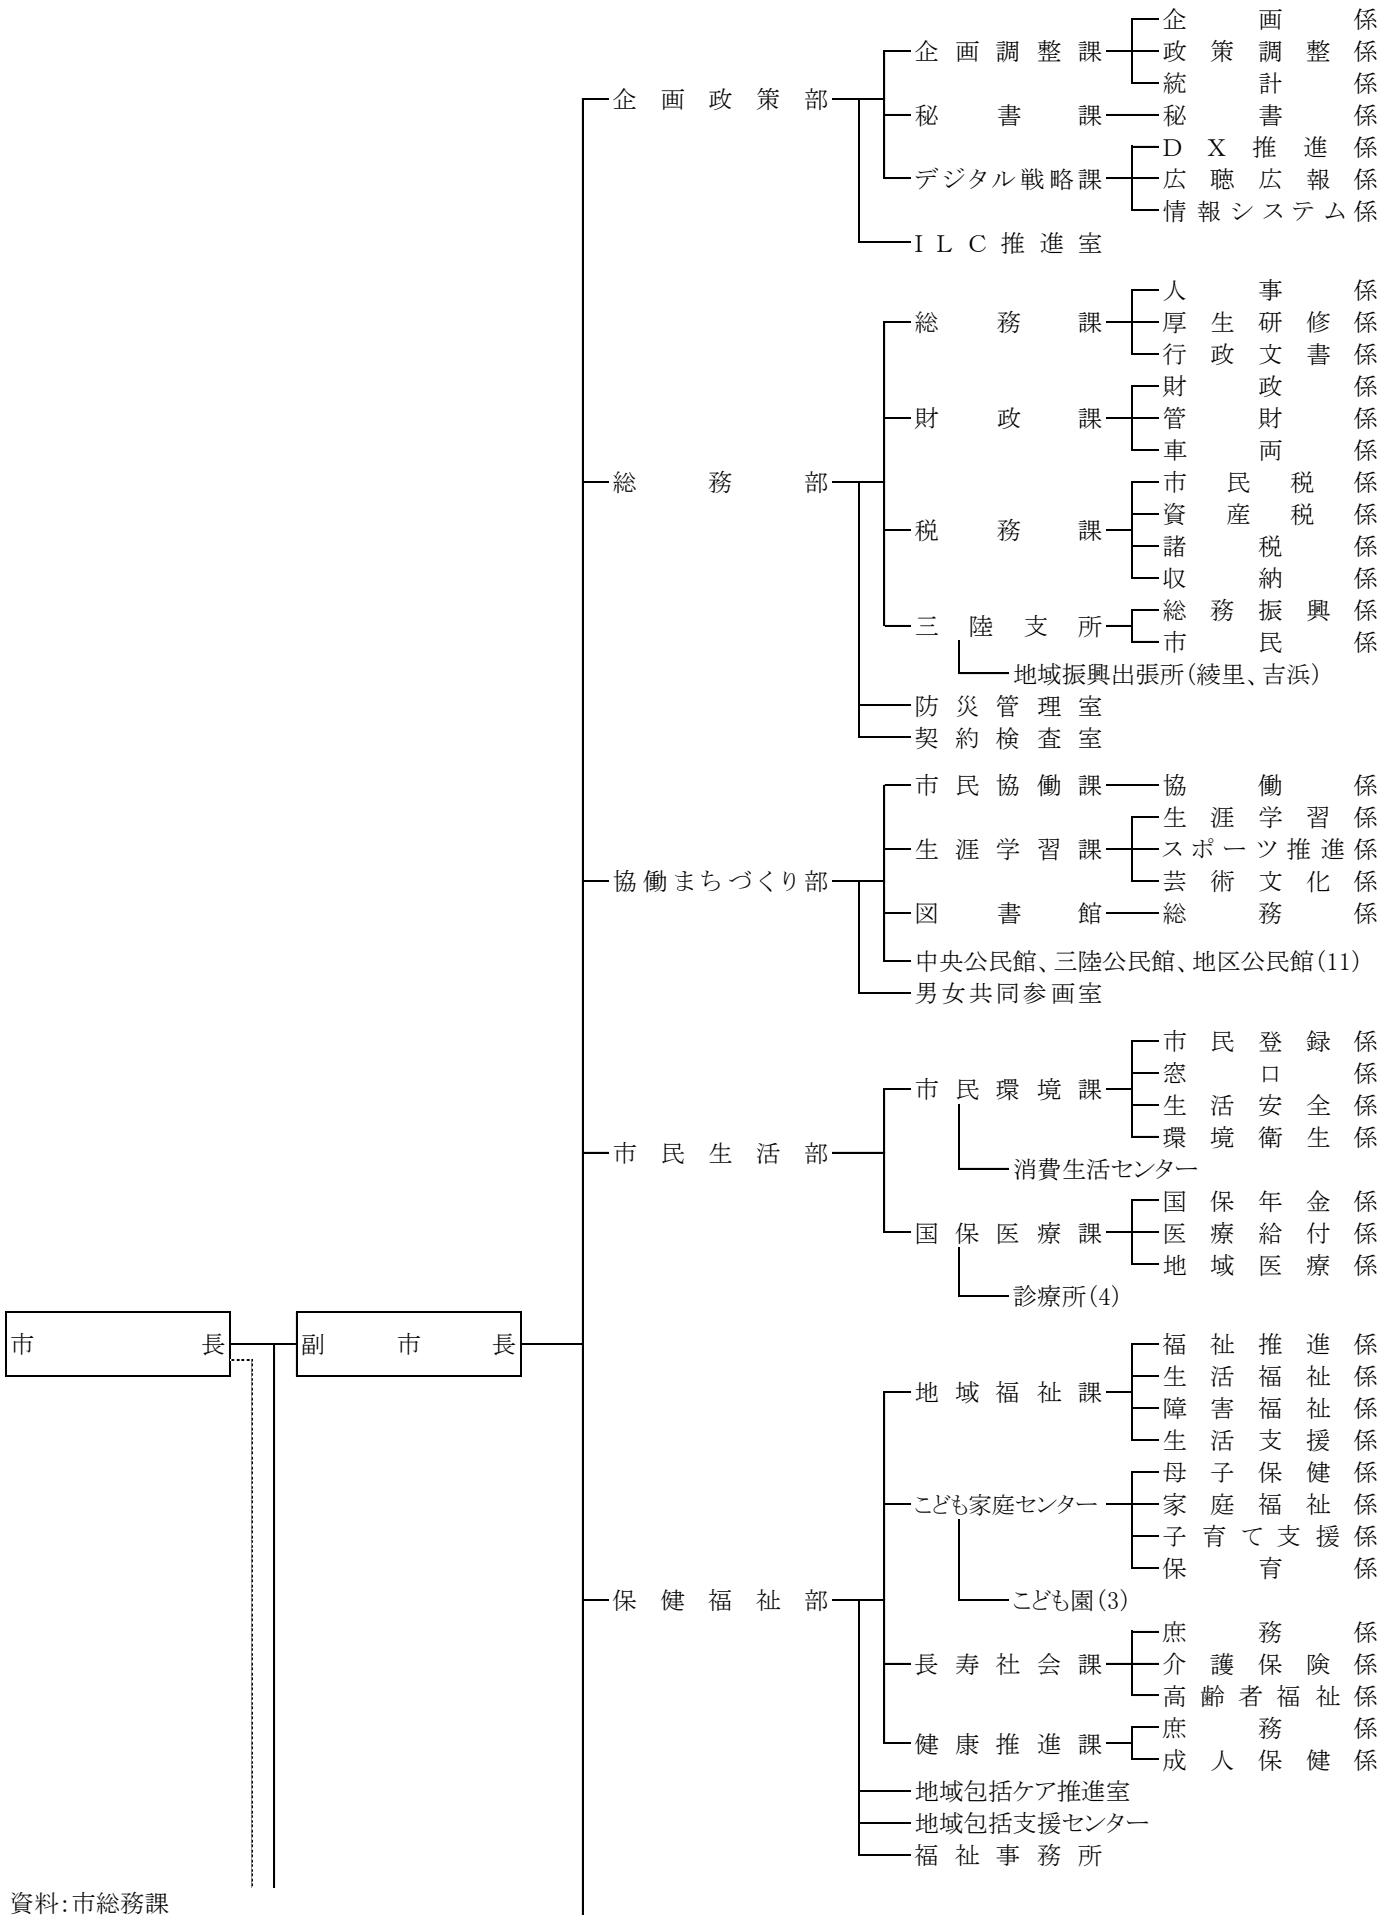 企画係
企画調整課 政策調整係
統計係
企画政策部
秘書課 秘書係
DX推進係
デジタル戦略課 広聴広報係
情報システム係
ILC推進室
人事係
総務課 厚生研修係
行政文書係
財政係
財政課 管財係
車両係
総務部
市民税係
資産税係
税務課
諸税係
収納係
総務振興係
三陸支所
市民係
地域振興出張所(綾里、吉浜)
防災管理室
契約検査室
市民協働課 協働係
生涯学習係
生涯学習課 スポーツ推進係
協働まちづくり部 芸術文化係
図書館 総務係
中央公民館、三陸公民館、地区公民館(11)
男女共同参画室
市民登録係
窓口係
市民環境課
生活安全係
環境衛生係
市民生活部
消費生活センター
国保年金係
国保医療課 医療給付係
地域医療係
診療所(4)
市長 副市長
福祉推進係
生活福祉係
地域福祉課
障害福祉係
生活支援係
母子保健係
こども家庭センター 家庭福祉係
子育て支援係
保育係
保健福祉部 こども園(3)
庶務係
長寿社会課 介護保険係
高齢者福祉係
庶務係
健康推進課
成人保健係
地域包括ケア推進室
地域包括支援センター
福祉事務所
資料:市総務課